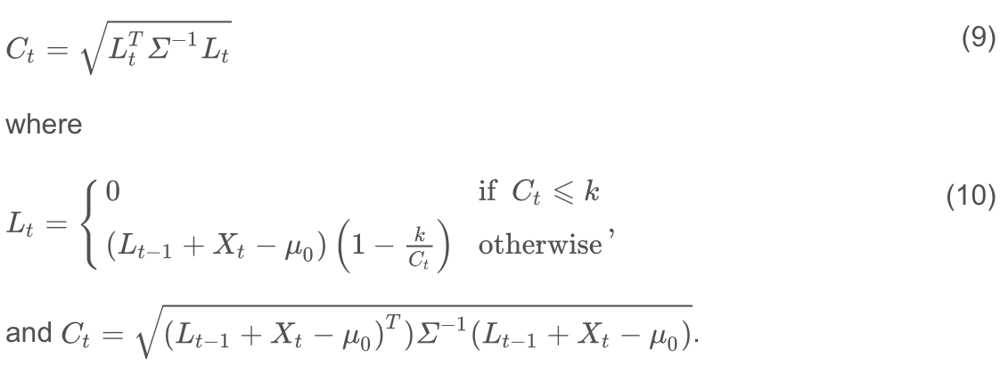 $C_t = \sqrt{L_t^T \Sigma^{-1} L_t}$ (9)
where
$L_t = \begin{cases} 0 & \text{if } C_t \leqslant k \\ (L_{t-1} + X_t - \mu_0) \left(1 - \frac{k}{C_t}\right) & \text{otherwise} \end{cases},$ (10)
and $C_t = \sqrt{(L_{t-1} + X_t - \mu_0)^T) \Sigma^{-1} (L_{t-1} + X_t - \mu_0)}$.